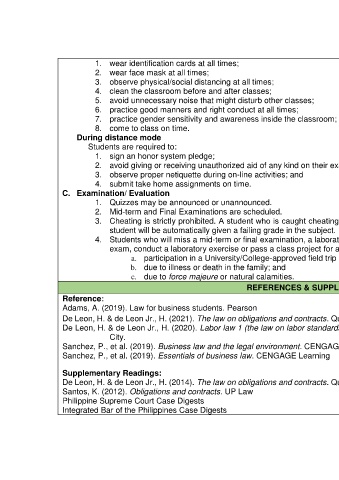 1. wear identification cards at all times;
2. wear face mask at all times;
3. observe physical/social distancing at all times;
4. clean the classroom before and after classes;
5. avoid unnecessary noise that might disturb other classes;
6. practice good manners and right conduct at all times;
7. practice gender sensitivity and awareness inside the classroom;
8. come to class on time.
During distance mode
Students are required to:
1. sign an honor system pledge;
2. avoid giving or receiving unauthorized aid of any kind on their ex
3. observe proper netiquette during on-line activities; and
4. submit take home assignments on time.
C. Examination/ Evaluation
1. Quizzes may be announced or unannounced.
2. Mid-term and Final Examinations are scheduled.
3. Cheating is strictly prohibited. A student who is caught cheating
student will be automatically given a failing grade in the subject.
4. Students who will miss a mid-term or final examination, a laborat
exam, conduct a laboratory exercise or pass a class project for a
a. participation in a University/College-approved field trip
b. due to illness or death in the family; and
c. due to force majeure or natural calamities.
REFERENCES & SUPPL
Reference:
Adams, A. (2019). Law for business students. Pearson
De Leon, H. & de Leon Jr., H. (2021). The law on obligations and contracts. Qu
De Leon, H. & de Leon Jr., H. (2020). Labor law 1 (the law on labor standards
City.
Sanchez, P., et al. (2019). Business law and the legal environment. CENGAG
Sanchez, P., et al. (2019). Essentials of business law. CENGAGE Learning
Supplementary Readings:
De Leon, H. & de Leon Jr., H. (2014). The law on obligations and contracts. Qu
Santos, K. (2012). Obligations and contracts. UP Law
Philippine Supreme Court Case Digests
Integrated Bar of the Philippines Case Digests